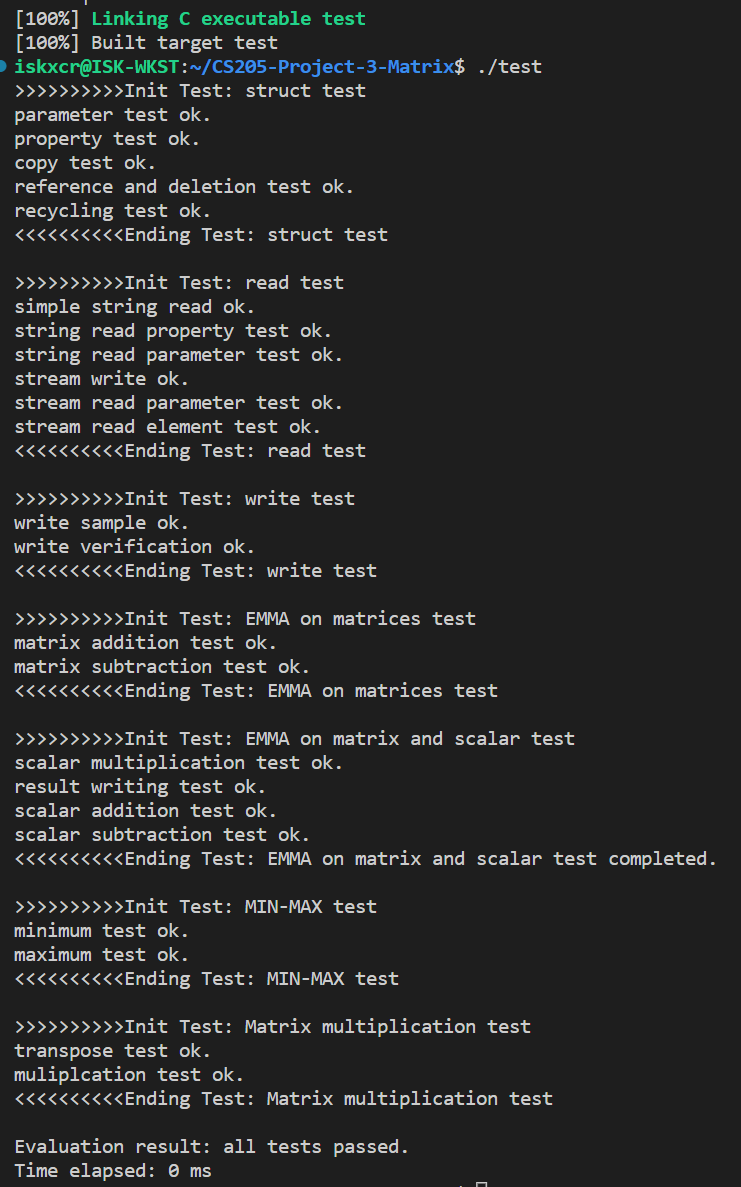 [100%] Linking C executable test
[100%] Built target test
iskxcr@ISK-WKST:~/CS205-Project-3-Matrix$ ./test
>>>>>>>>>>Init Test: struct test
parameter test ok.
property test ok.
copy test ok.
reference and deletion test ok.
recycling test ok.
<<<<<<<<<<Ending Test: struct test

>>>>>>>>>>Init Test: read test
simple string read ok.
string read property test ok.
string read parameter test ok.
stream write ok.
stream read parameter test ok.
stream read element test ok.
<<<<<<<<<<Ending Test: read test

>>>>>>>>>>Init Test: write test
write sample ok.
write verification ok.
<<<<<<<<<<Ending Test: write test

>>>>>>>>>>Init Test: EMMA on matrices test
matrix addition test ok.
matrix subtraction test ok.
<<<<<<<<<<Ending Test: EMMA on matrices test

>>>>>>>>>>Init Test: EMMA on matrix and scalar test
scalar multiplication test ok.
result writing test ok.
scalar addition test ok.
scalar subtraction test ok.
<<<<<<<<<<Ending Test: EMMA on matrix and scalar test completed.

>>>>>>>>>>Init Test: MIN-MAX test
minimum test ok.
maximum test ok.
<<<<<<<<<<Ending Test: MIN-MAX test

>>>>>>>>>>Init Test: Matrix multiplication test
transpose test ok.
muliplcation test ok.
<<<<<<<<<<Ending Test: Matrix multiplication test

Evaluation result: all tests passed.
Time elapsed: 0 ms